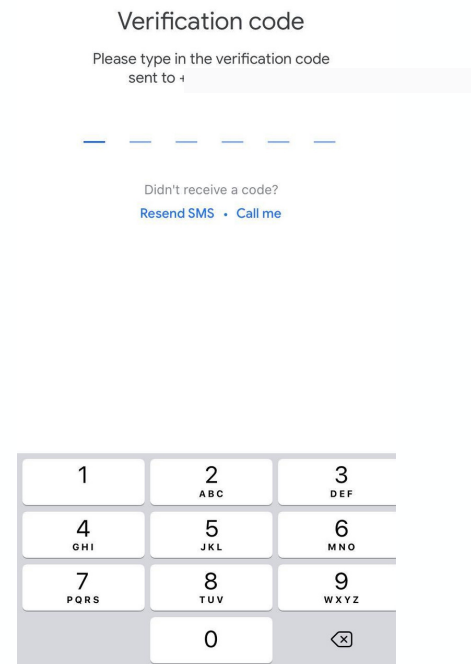 Verification code
Please type in the verification code
sent to +
Didn't receive a code?
Resend SMS • Call me
1
2
ABC
3
DEF
4
GHI
5
JKL
6
MNO
7
PQRS
8
TUV
9
WXYZ
0